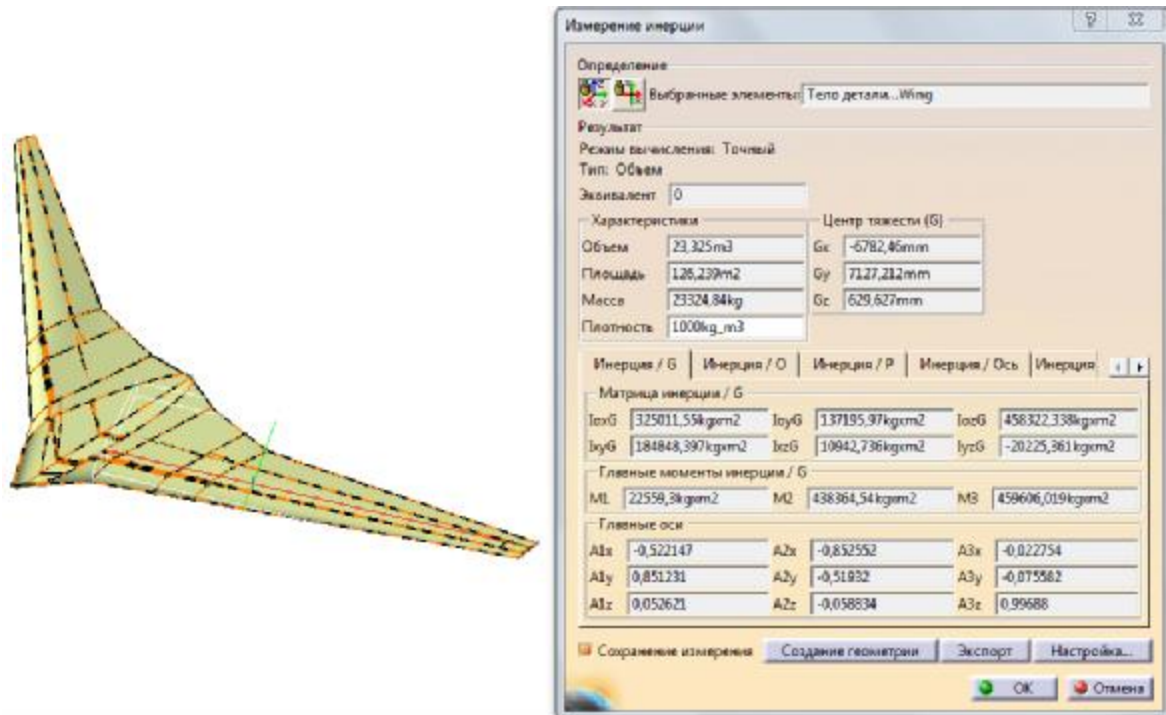 Измерение инерции
Определение
Выбранные элементы: Тело детали...Wing
Результат
Режим вычисления: Точный
Тип: Объем
Эквивалент 0
Характеристики
Центр тяжести (G)
Объем 23,325m3 Gx -6782,46mm
Площадь 126,239m2 Gy 7127,212mm
Масса 23324,84kg Gz 629,627mm
Плотность 1000kg_m3
Инерция / G Инерция / O Инерция / P Инерция / Ось Инерция
Матрица инерции / G
IoxG 325011,55kgxm2 IoyG 137195,97kgxm2 IozG 458322,338kgxm2
IxyG 184848,397kgxm2 IxzG 10942,736kgxm2 IyzG -20225,361kgxm2
Главные моменты инерции / G
M1 22559,3kgxm2 M2 438364,54kgxm2 M3 459606,019kgxm2
Главные оси
A1x -0,522147 A2x -0,852552 A3x -0,022754
A1y 0,851231 A2y -0,51932 A3y -0,075582
A1z 0,052621 A2z -0,058834 A3z 0,99688
Сохранение измерения Создание геометрии Экспорт Настройка...
OK Отмена